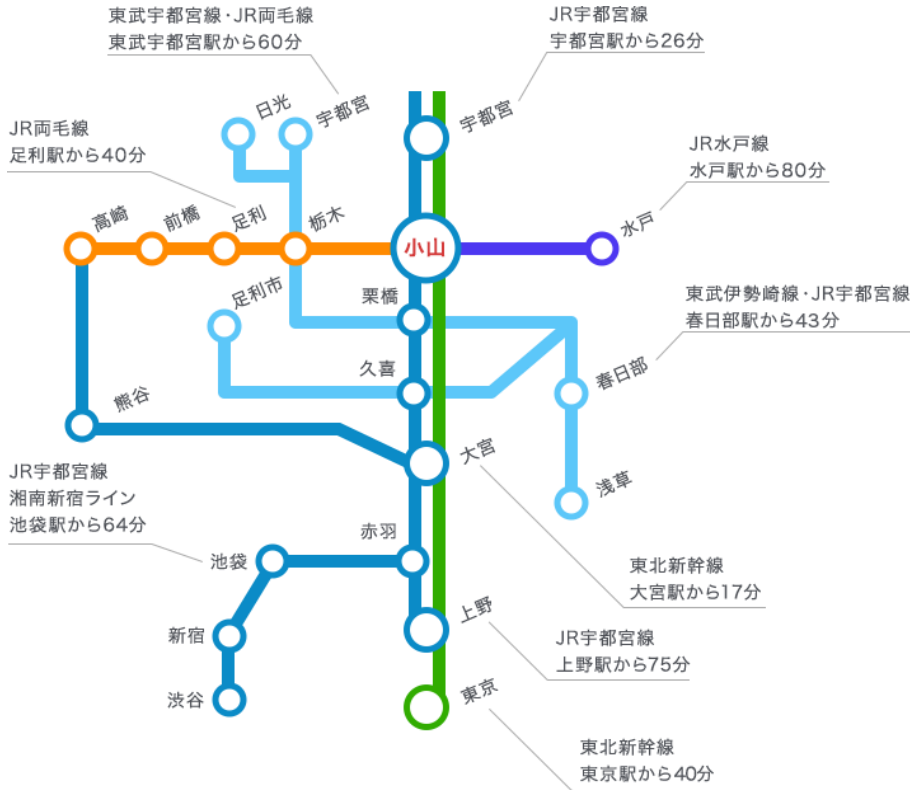 東武宇都宮線・JR両毛線
東武宇都宮駅から60分
JR宇都宮線
宇都宮駅から26分
日光
宇都宮
宇都宮
JR両毛線
足利駅から40分
JR水戸線
水戸駅から80分
高崎
前橋
足利
栃木
小山
水戸
足利市
栗橋
東武伊勢崎線・JR宇都宮線
春日部駅から43分
久喜
春日部
熊谷
大宮
JR宇都宮線
湘南新宿ライン
池袋駅から64分
浅草
赤羽
池袋
東北新幹線
大宮駅から17分
上野
新宿
JR宇都宮線
上野駅から75分
渋谷
東京
東北新幹線
東京駅から40分